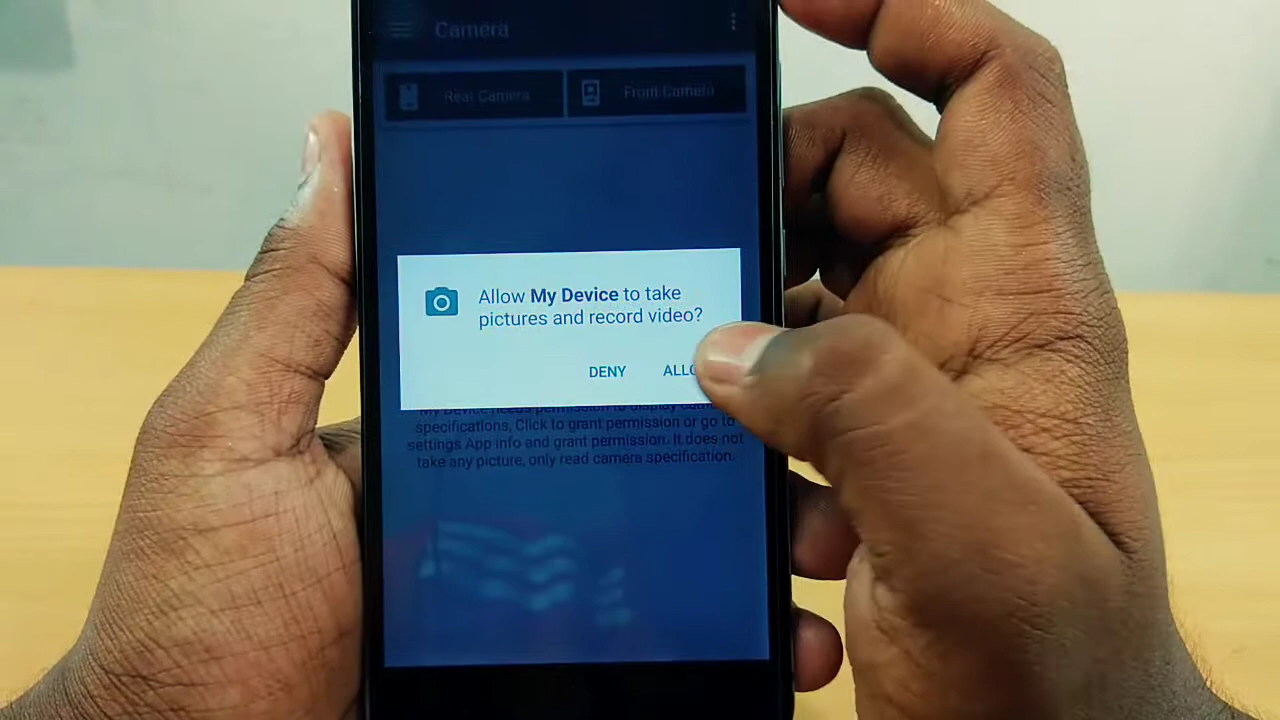 Camera
Real Camera
Front Camera
Allow My Device to take
pictures and record video?
DENY
ALLO
My Device needs permission to display
specifications, Click to grant permission or go to
settings App info and grant permission. It does not
take any picture, only read camera specification.